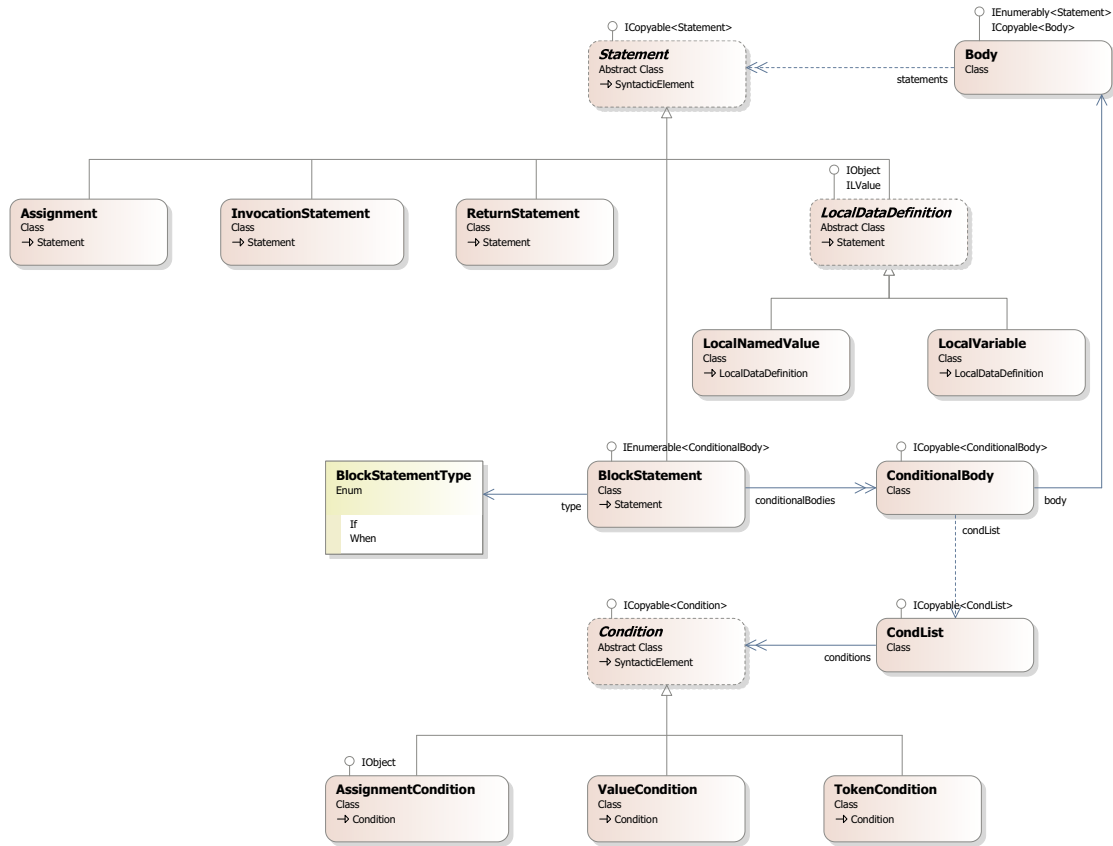 ICopyable<Statement>
Statement
Abstract Class
SyntacticElement
IEnumerably<Statement>
ICopyable<Body>
Body
Class
statements
Assignment
Class
Statement
InvocationStatement
Class
Statement
ReturnStatement
Class
Statement
IObject
ILValue
LocalDataDefinition
Abstract Class
Statement
LocalNamedValue
Class
LocalDataDefinition
LocalVariable
Class
LocalDataDefinition
BlockStatementType
Enum
If
When
type
IEnumerable<ConditionalBody>
BlockStatement
Class
Statement
conditionalBodies
ICopyable<ConditionalBody>
ConditionalBody
Class
body
condList
ICopyable<Condition>
Condition
Abstract Class
SyntacticElement
conditions
ICopyable<CondList>
CondList
Class
IObject
AssignmentCondition
Class
Condition
ValueCondition
Class
Condition
TokenCondition
Class
Condition